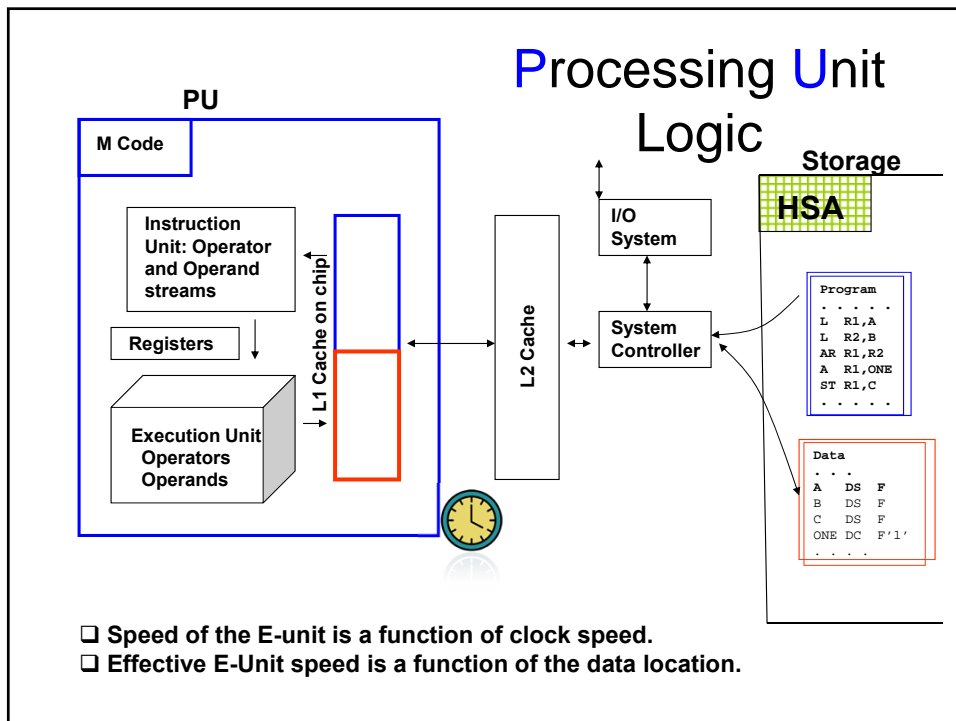 Processing Unit
Logic
PU
M Code
Instruction
Unit: Operator
and Operand
streams
Registers
Execution Unit
Operators
Operands
L1 Cache on chip
L2 Cache
I/O
System
System
Controller
Storage
HSA
Program
. . . . .
L R1,A
L R2,B
AR R1,R2
A R1,ONE
ST R1,C
. . . . .
Data
. . .
A DS F
B DS F
C DS F
ONE DC F'1'
. . . .
❑ Speed of the E-unit is a function of clock speed.
❑ Effective E-Unit speed is a function of the data location.